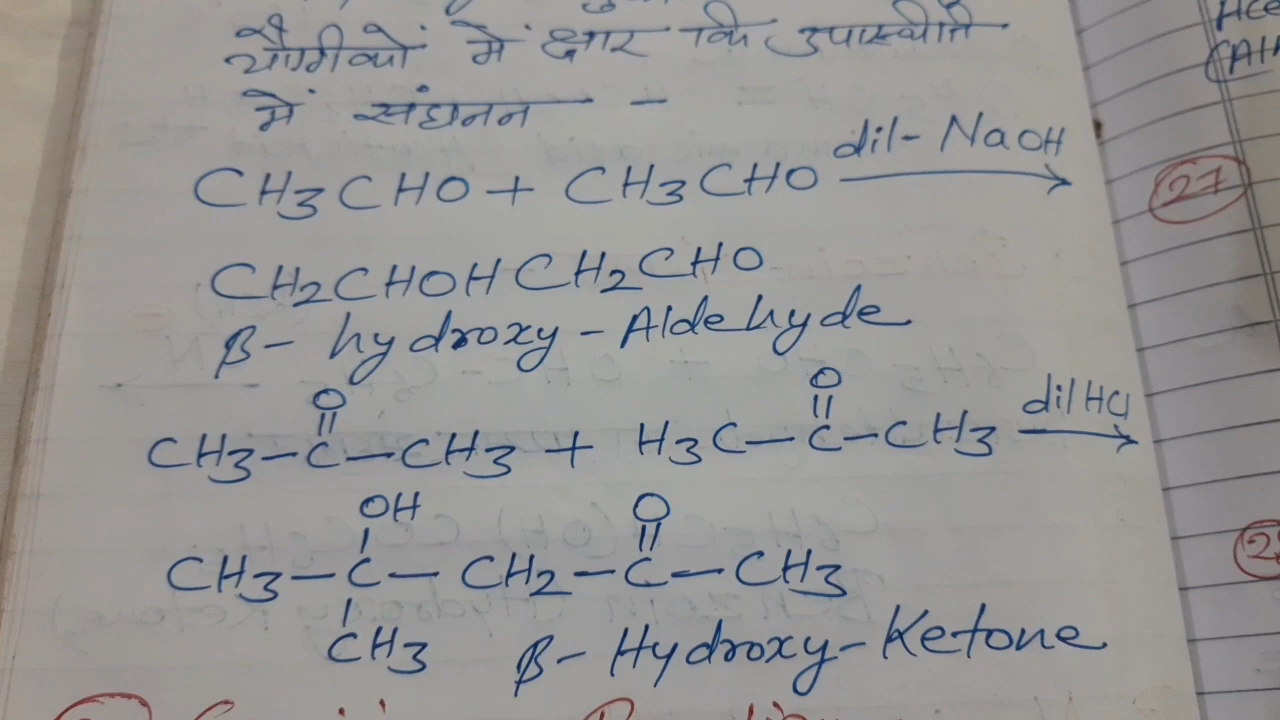 यौगीकों में क्षार कि उपास्थीति
में संघनन -
CH3CHO + CH3CHO dil- NaOH →
CH2CHOHCH2CHO
β- hydroxy-Aldehyde
O O
CH3-C-CH3 + H3C-C-CH3 dil HCl →
OH O
CH3-C-CH2-C-CH3
CH3 β- Hydroxy-Ketone
27